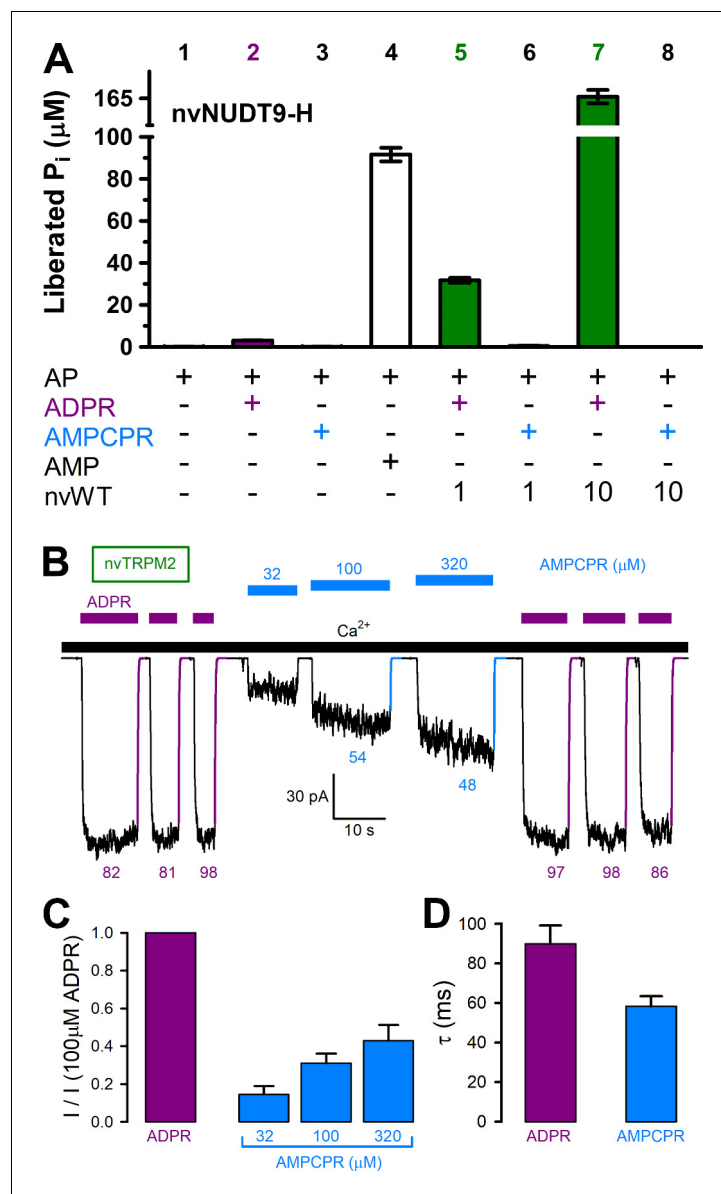 A 1 2 3 4 5 6 7 8
nvNUDT9-H
Liberated Pi (μM)
165
100
80
60
40
20
0
AP + + + + + + + +
ADPR - + - - + - + -
AMPCPR - - + - - + - +
AMP - - - + - - - -
nvWT - - - - 1 1 10 10
B
nvTRPM2
32 100 320 AMPCPR (μM)
ADPR
Ca2+
54
48
30 pA
10 s
82 81 98 97 98 86
C
I / I (100μM ADPR)
1.0
0.8
0.6
0.4
0.2
0.0
ADPR 32 100 320
AMPCPR (μM)
D
τ (ms)
100
80
60
40
20
0
ADPR AMPCPR